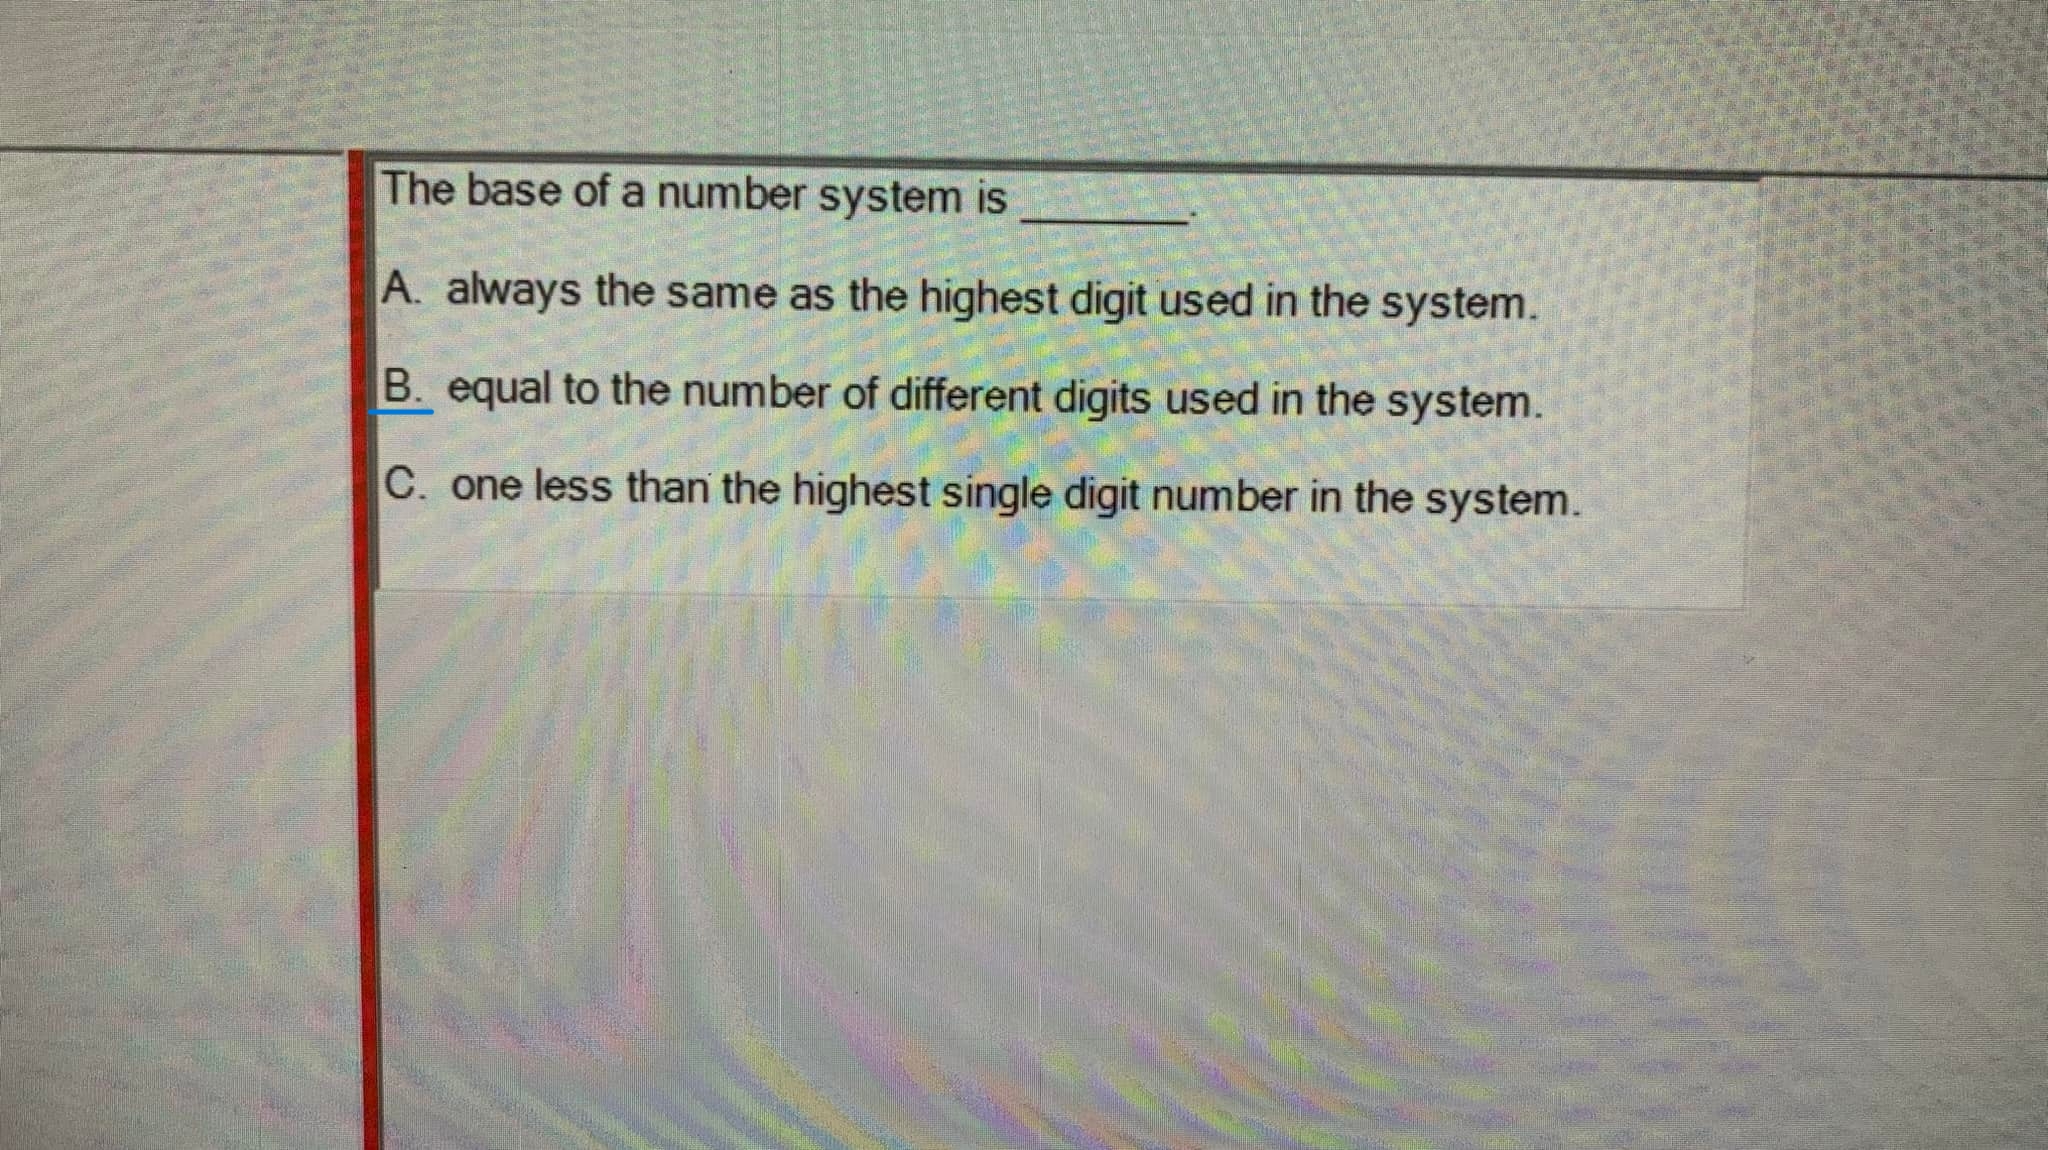 The base of a number system is ________.
A. always the same as the highest digit used in the system.
B. equal to the number of different digits used in the system.
C. one less than the highest single digit number in the system.